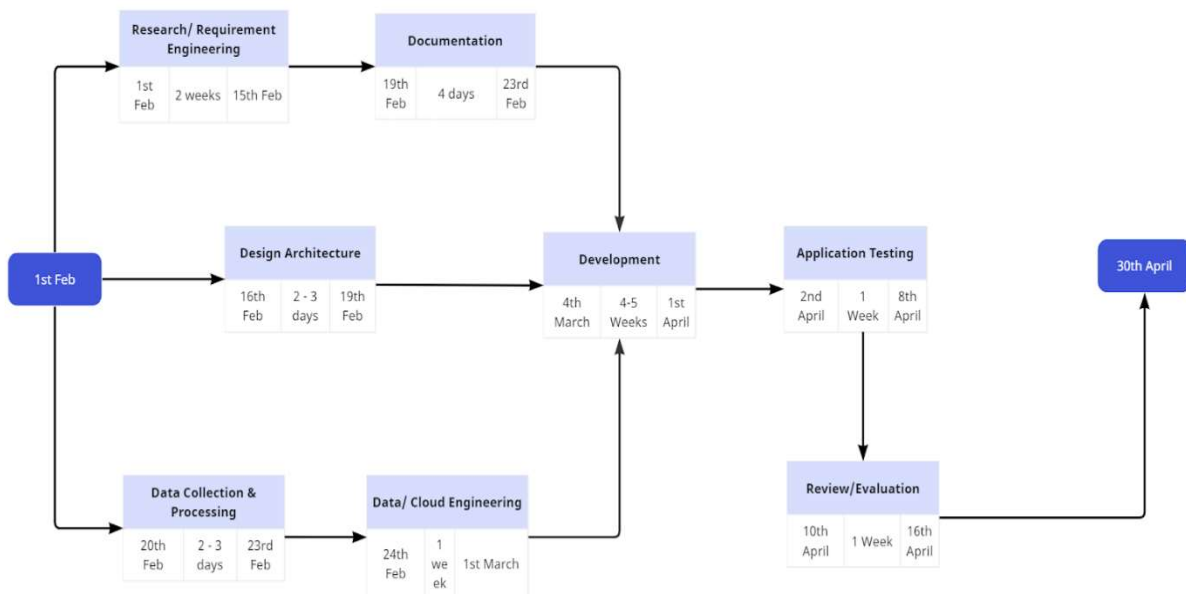 Research/ Requirement
Engineering
1st
Feb
2 weeks
15th Feb
Documentation
19th
Feb
4 days
23rd
Feb
1st Feb
Design Architecture
16th
Feb
2 - 3
days
19th
Feb
Development
4th
March
4-5
Weeks
1st
April
Application Testing
2nd
April
1
Week
8th
April
30th April
Data Collection &
Processing
20th
Feb
2 - 3
days
23rd
Feb
Data/ Cloud Engineering
24th
Feb
1
we
ek
1st March
Review/Evaluation
10th
April
1 Week
16th
April